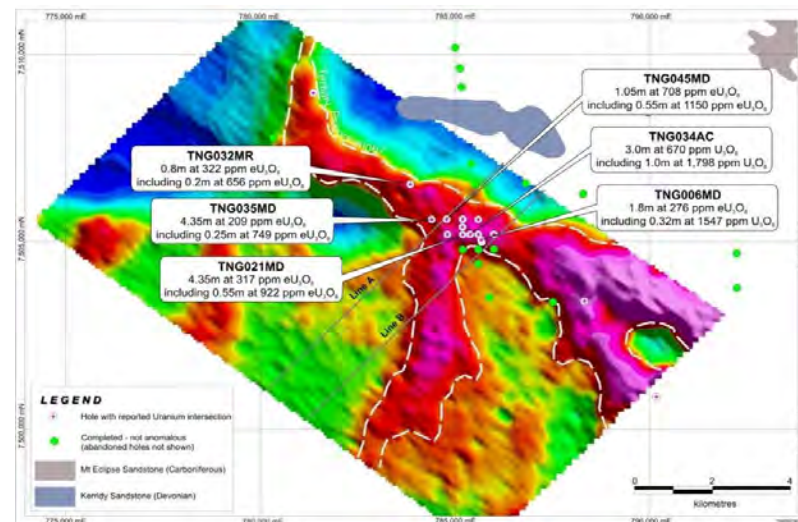 775,000 mE
780,000 mE
785,000 mE
790,000 mE
7,510,000 mN
7,505,000 mN
7,500,000 mN
TNG045MD
1.05m at 708 ppm eU₃O₈
including 0.55m at 1150 ppm eU₃O₈
TNG034AC
3.0m at 670 ppm U₃O₈
including 1.0m at 1,798 ppm U₃O₈
TNG032MR
0.8m at 322 ppm eU₃O₈
including 0.2m at 656 ppm eU₃O₈
TNG006MD
1.8m at 276 ppm eU₃O₈
including 0.32m at 1547 ppm U₃O₈
TNG035MD
4.35m at 209 ppm eU₃O₈
including 0.25m at 749 ppm eU₃O₈
TNG021MD
4.35m at 317 ppm eU₃O₈
including 0.55m at 922 ppm eU₃O₈
Line A
Line B
LEGEND
Hole with reported Uranium intersection
Completed - not anomalous
(abandoned holes not shown)
Mt Eclipse Sandstone (Carboniferous)
Kerridy Sandstone (Devonian)
0 2 4
kilometres
775,000 mE
780,000 mE
785,000 mE
790,000 mE